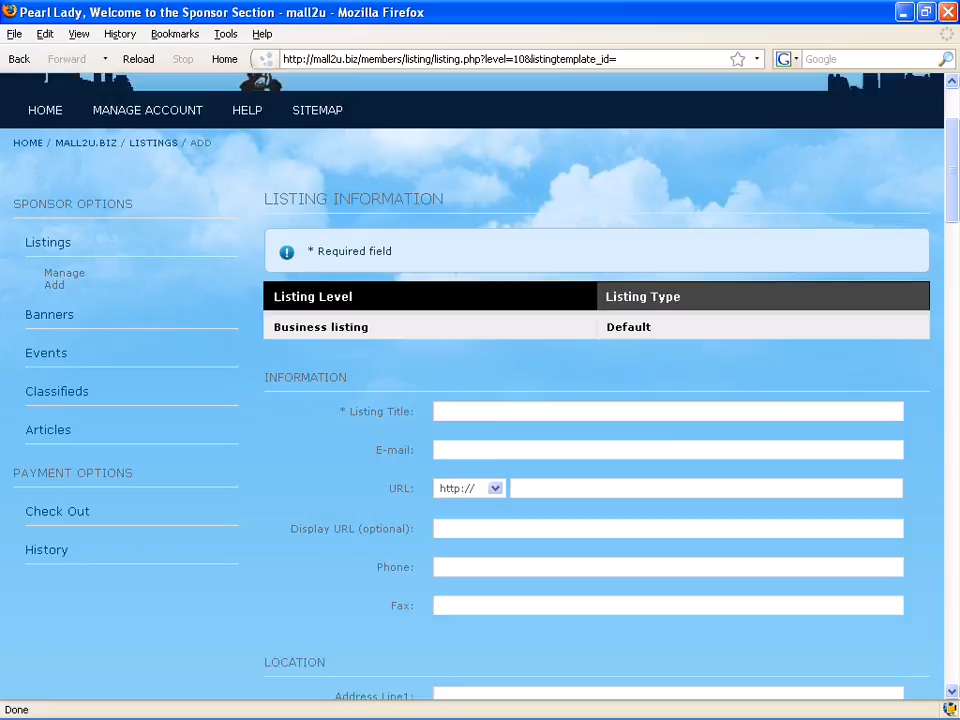 Pearl Lady, Welcome to the Sponsor Section - mall2u - Mozilla Firefox
File Edit View History Bookmarks Tools Help
Back Forward Reload Stop Home http://mall2u.biz/members/listing/listing.php?level=10&listingtemplate_id= G Google
HOME MANAGE ACCOUNT HELP SITEMAP
HOME / MALL2U.BIZ / LISTINGS / ADD
SPONSOR OPTIONS
Listings
Manage
Add
Banners
Events
Classifieds
Articles
PAYMENT OPTIONS
Check Out
History
LISTING INFORMATION
! * Required field
Listing Level Listing Type
Business listing Default
INFORMATION
* Listing Title:
E-mail:
URL: http://
Display URL (optional):
Phone:
Fax:
LOCATION
Address Line1:
Done